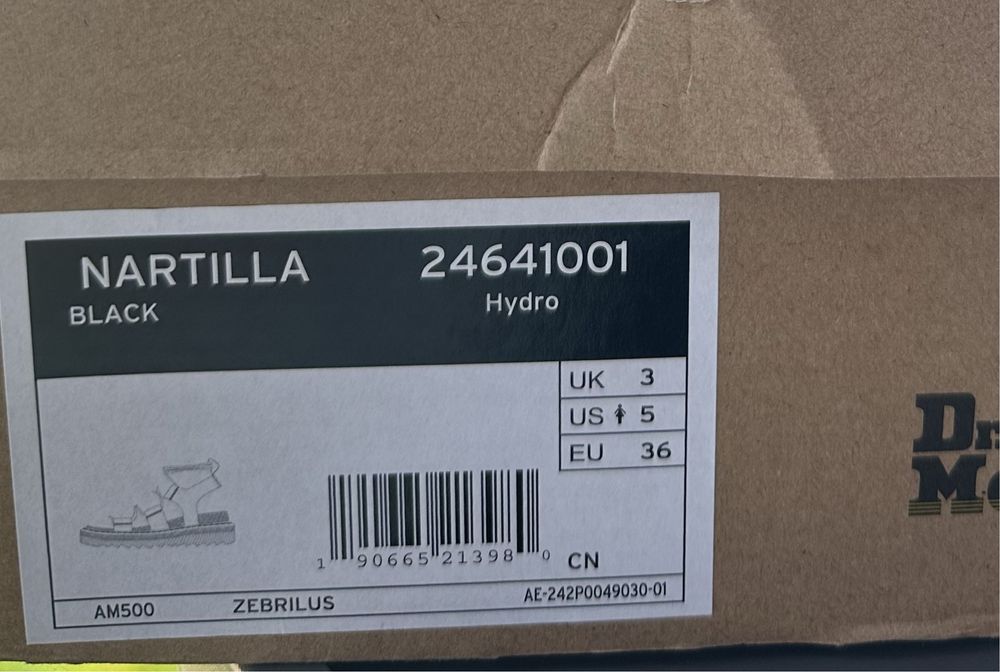 NARTILLA 24641001
BLACK Hydro
UK 3
US 5
EU 36
1 90665 21398 0
CN
AM500 ZEBRILUS AE-242P0049030-01
Dr